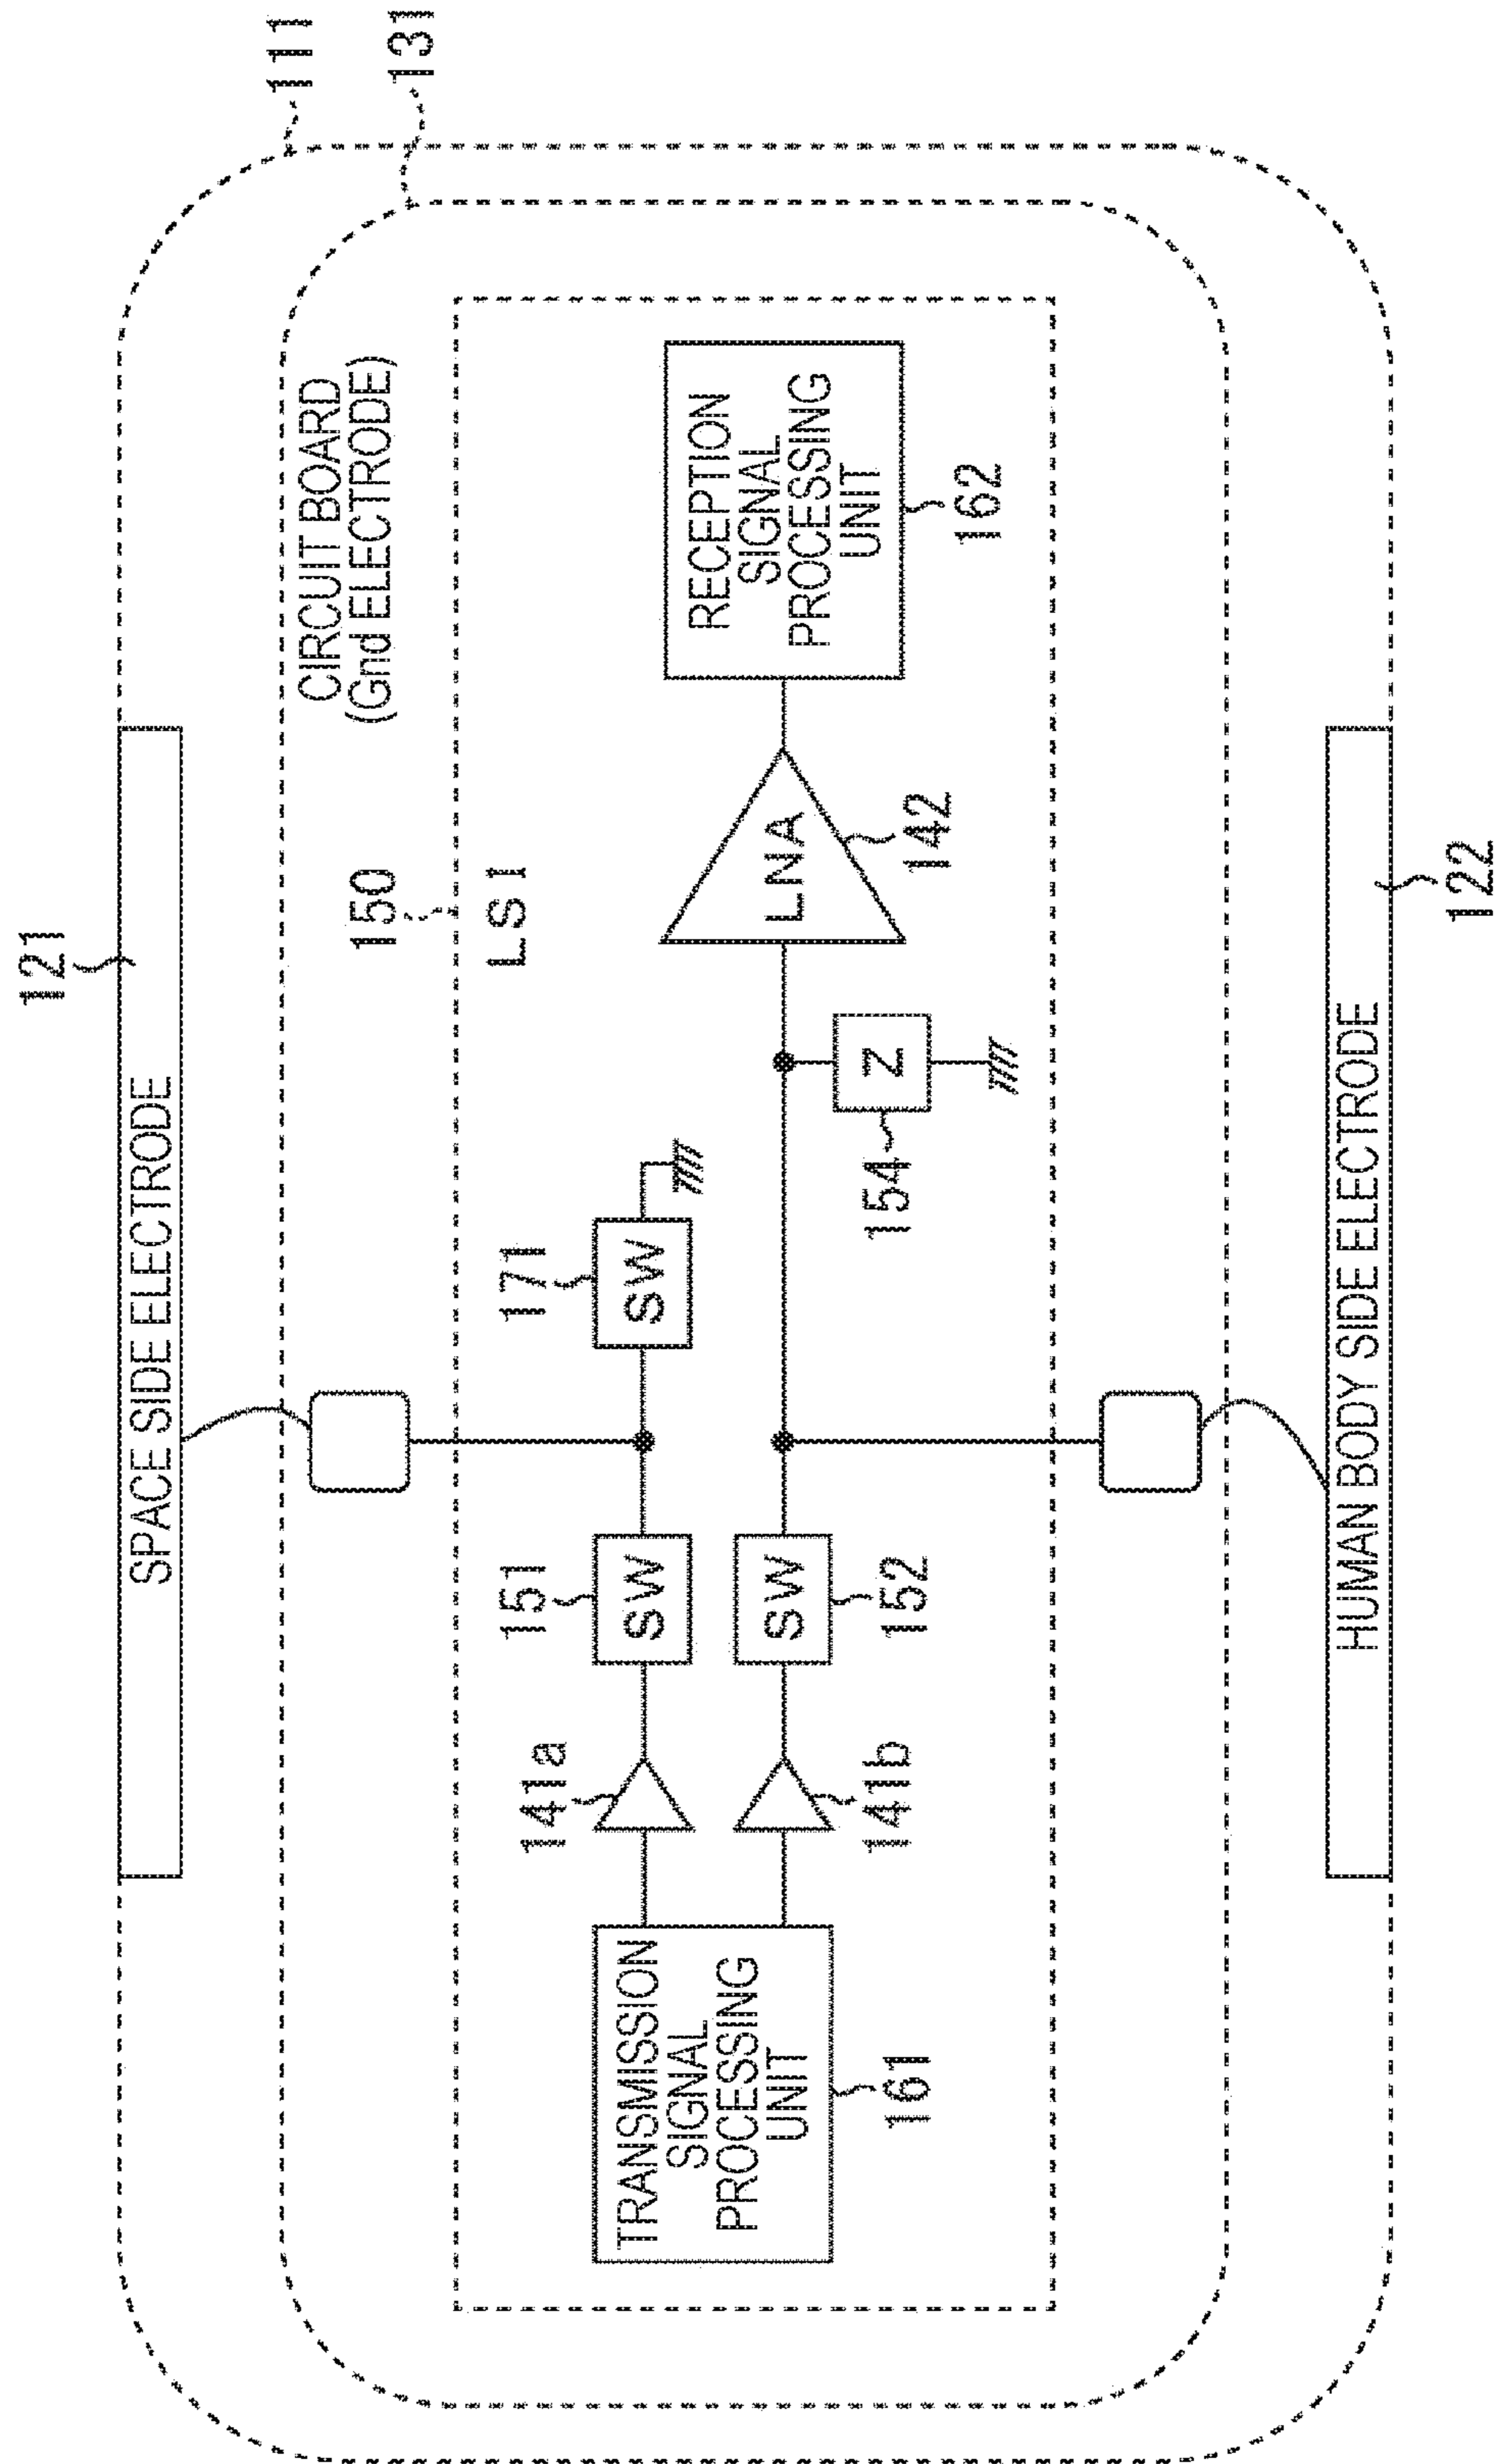 111
131
121
SPACE SIDE ELECTRODE
CIRCUIT BOARD
(Gnd ELECTRODE)
150
LSI
TRANSMISSION
SIGNAL
PROCESSING
UNIT
161
141a
141b
151
SW
SW
152
171
SW
Z
154
LNA
142
RECEPTION
SIGNAL
PROCESSING
UNIT
162
HUMAN BODY SIDE ELECTRODE
122